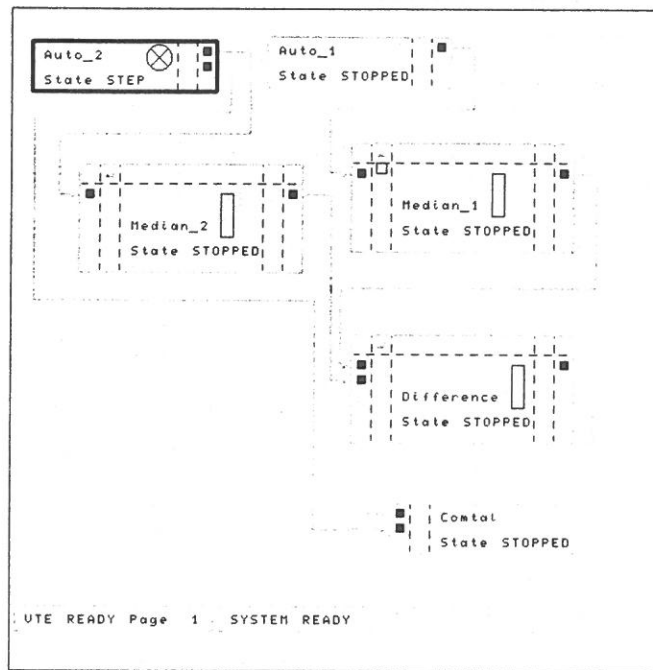 Auto_2
State STEP
Auto_1
State STOPPED
Median_2
State STOPPED
Median_1
State STOPPED
Difference
State STOPPED
Comtal
State STOPPED
VTE READY Page 1 SYSTEM READY